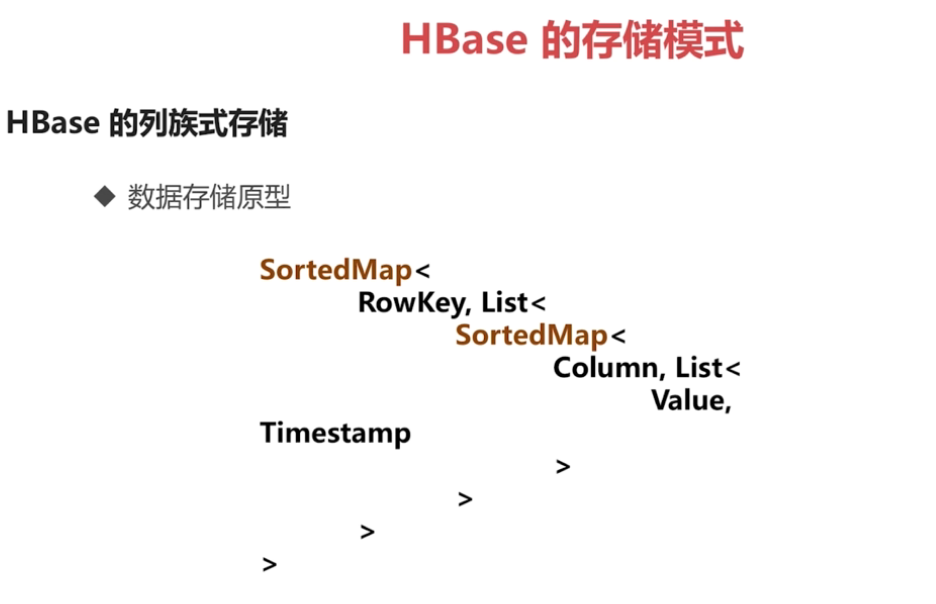 HBase 的存储模式
HBase 的列族式存储
◆ 数据存储原型
SortedMap<
RowKey, List<
SortedMap<
Column, List<
Value,
Timestamp
>
>
>
>